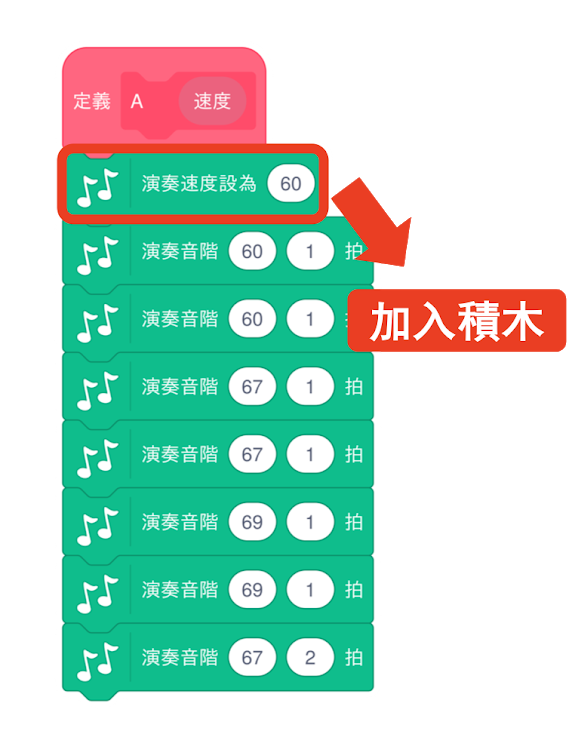 定義 A 速度
演奏速度設為 60
演奏音階 60 1 拍
加入積木
演奏音階 60 1
演奏音階 67 1 拍
演奏音階 67 1 拍
演奏音階 69 1 拍
演奏音階 69 1 拍
演奏音階 67 2 拍